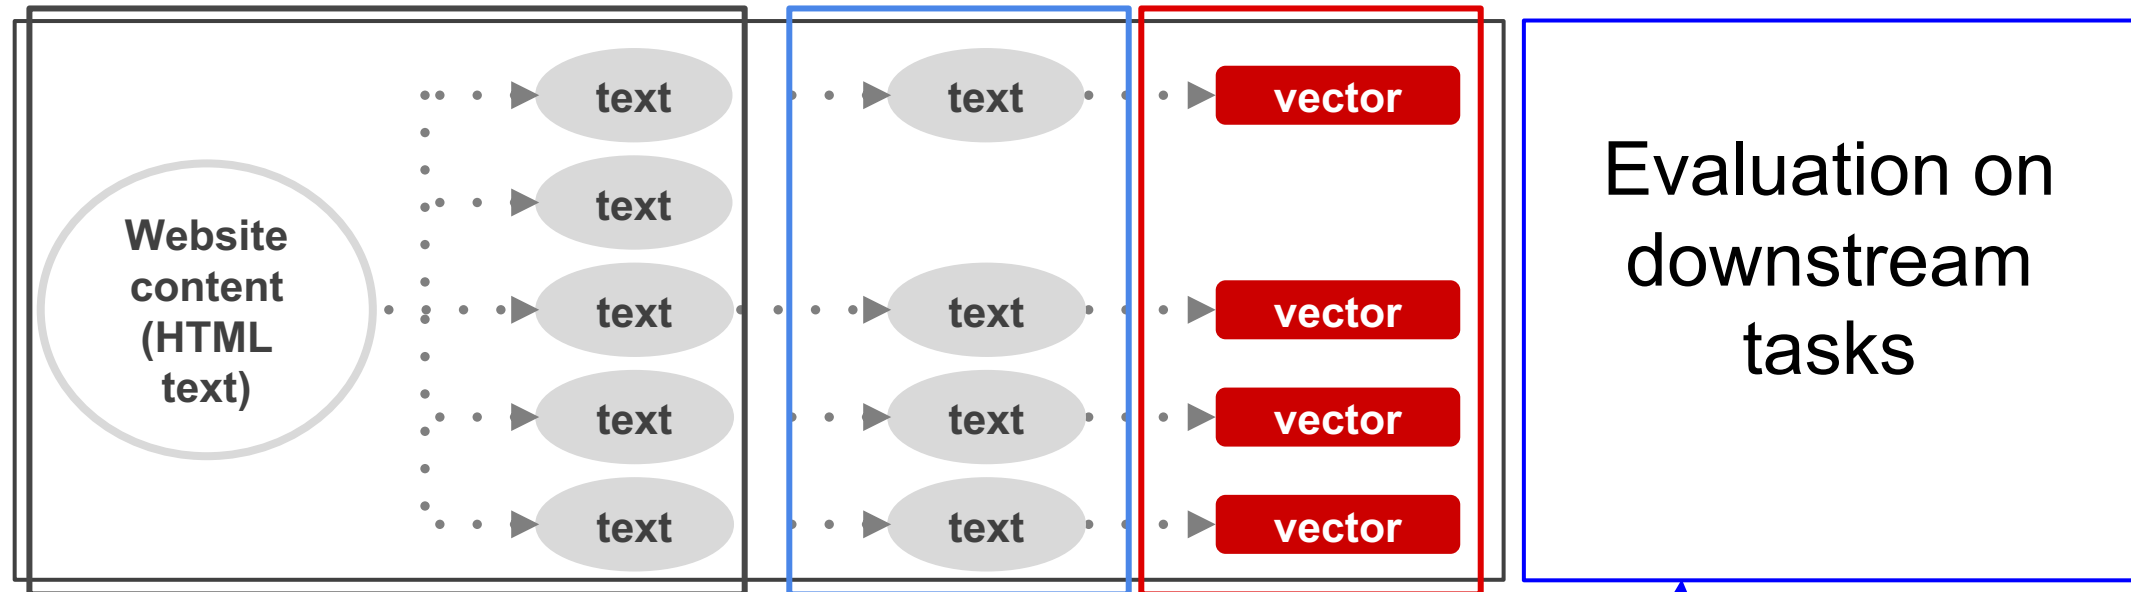 text
text
vector
text
Website
content
(HTML
text)
text
text
vector
text
text
vector
text
text
vector
Evaluation on
downstream
tasks